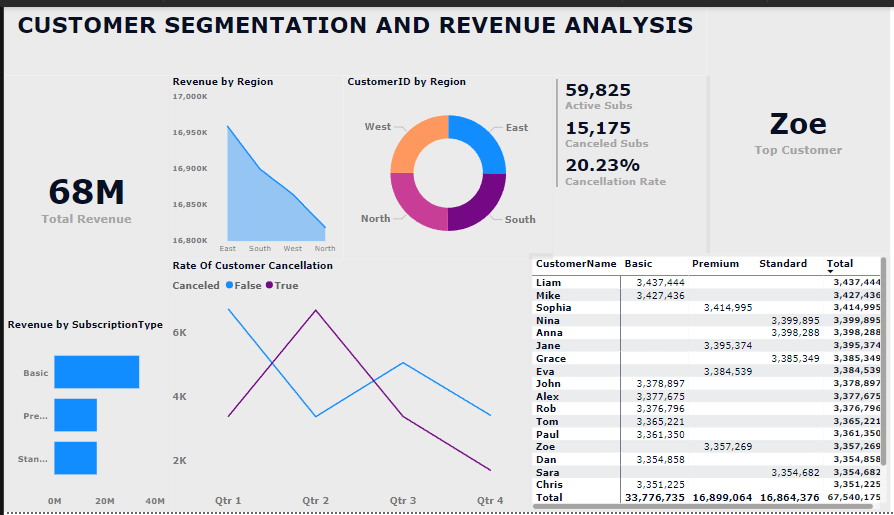 CUSTOMER SEGMENTATION AND REVENUE ANALYSIS
68M
Total Revenue
Revenue by Region
17,000K
16,950K
16,900K
16,850K
16,800K
East South West North
CustomerID by Region
West East
North South
59,825
Active Subs
15,175
Canceled Subs
20.23%
Cancellation Rate
Zoe
Top Customer
Revenue by SubscriptionType
Basic
Pre...
Stan...
0M 20M 40M
Rate Of Customer Cancellation
Canceled False True
6K
4K
2K
Qtr 1 Qtr 2 Qtr 3 Qtr 4
CustomerName Basic Premium Standard Total
Liam 3,437,444 3,437,444
Mike 3,427,436 3,427,436
Sophia 3,414,995 3,414,995
Nina 3,399,895 3,399,895
Anna 3,398,288 3,398,288
Jane 3,395,374 3,395,374
Grace 3,385,349 3,385,349
Eva 3,384,539 3,384,539
John 3,378,897 3,378,897
Alex 3,377,675 3,377,675
Rob 3,376,796 3,376,796
Tom 3,365,221 3,365,221
Paul 3,361,350 3,361,350
Zoe 3,357,269 3,357,269
Dan 3,354,858 3,354,858
Sara 3,354,682 3,354,682
Chris 3,351,225 3,351,225
Total 33,776,735 16,899,064 16,864,376 67,540,175